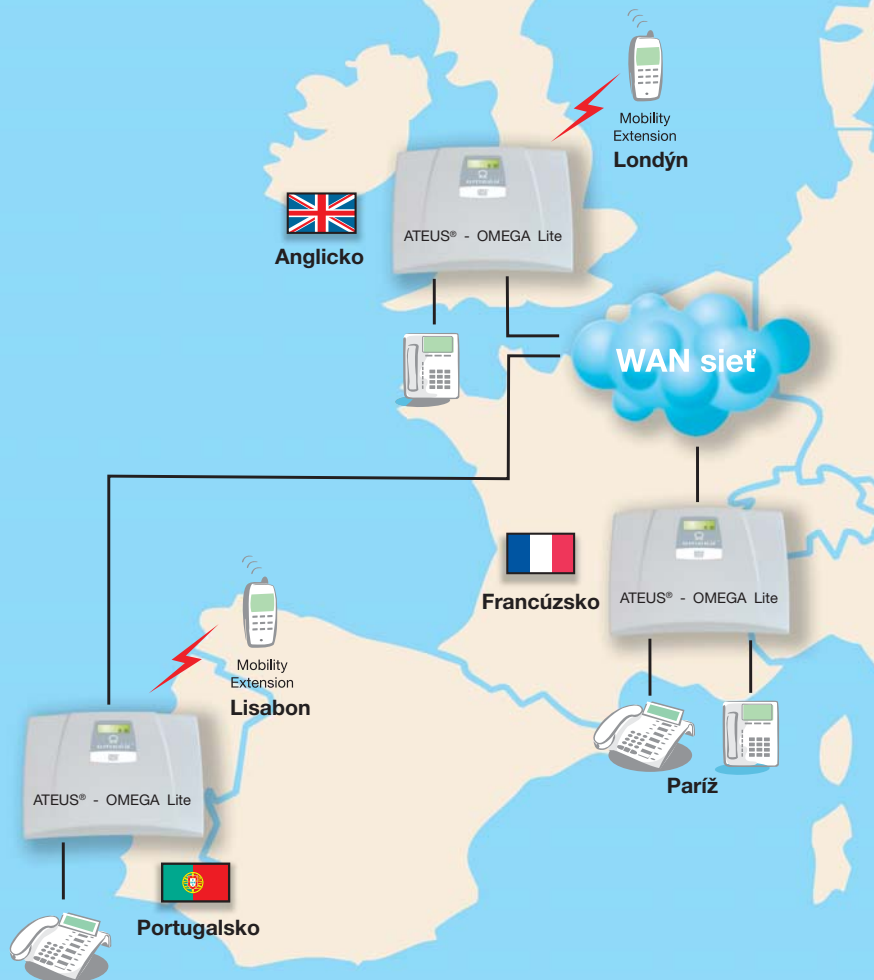 Mobility
Extension
Londýn
ATEUS® - OMEGA Lite
Anglicko
WAN sieť
Francúzsko
ATEUS® - OMEGA Lite
Mobility
Extension
Lisabon
Paríž
ATEUS® - OMEGA Lite
Portugalsko